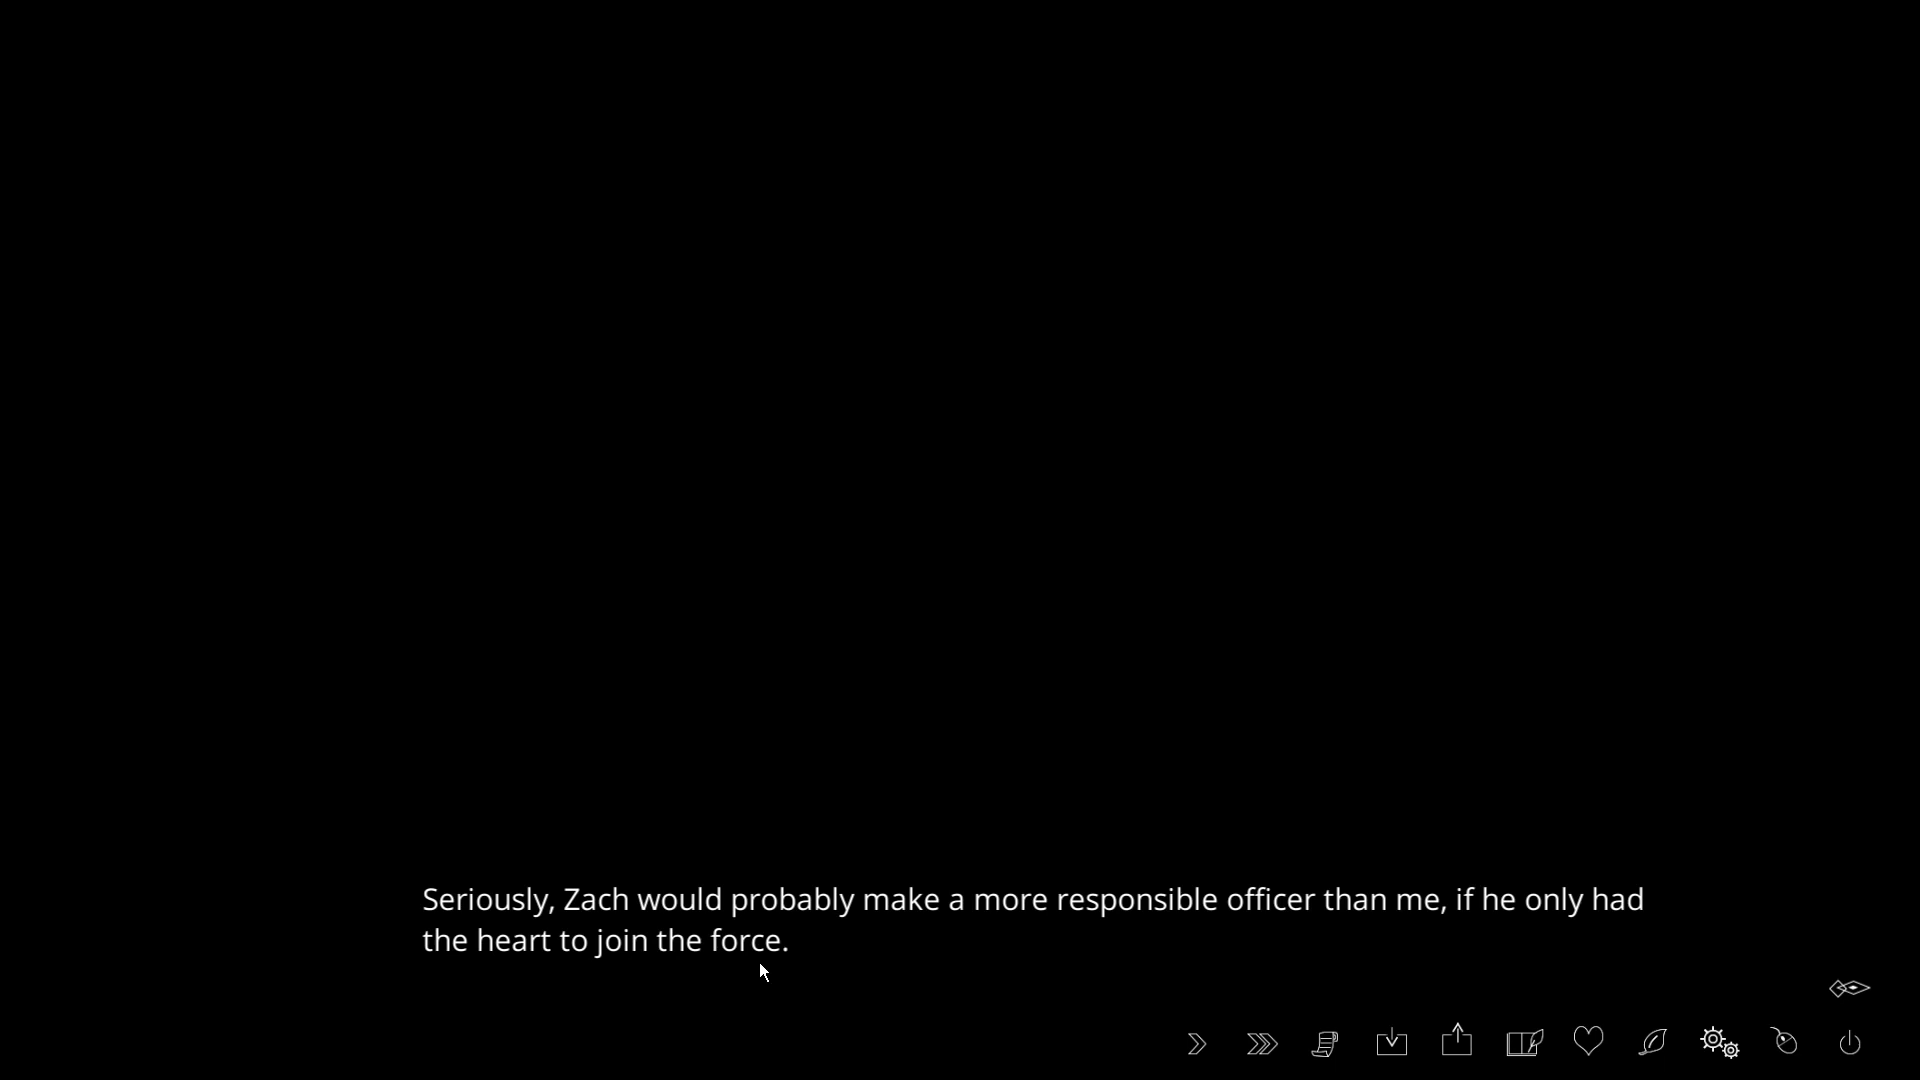 Seriously, Zach would probably make a more responsible officer than me, if he only had
the heart to join the force.